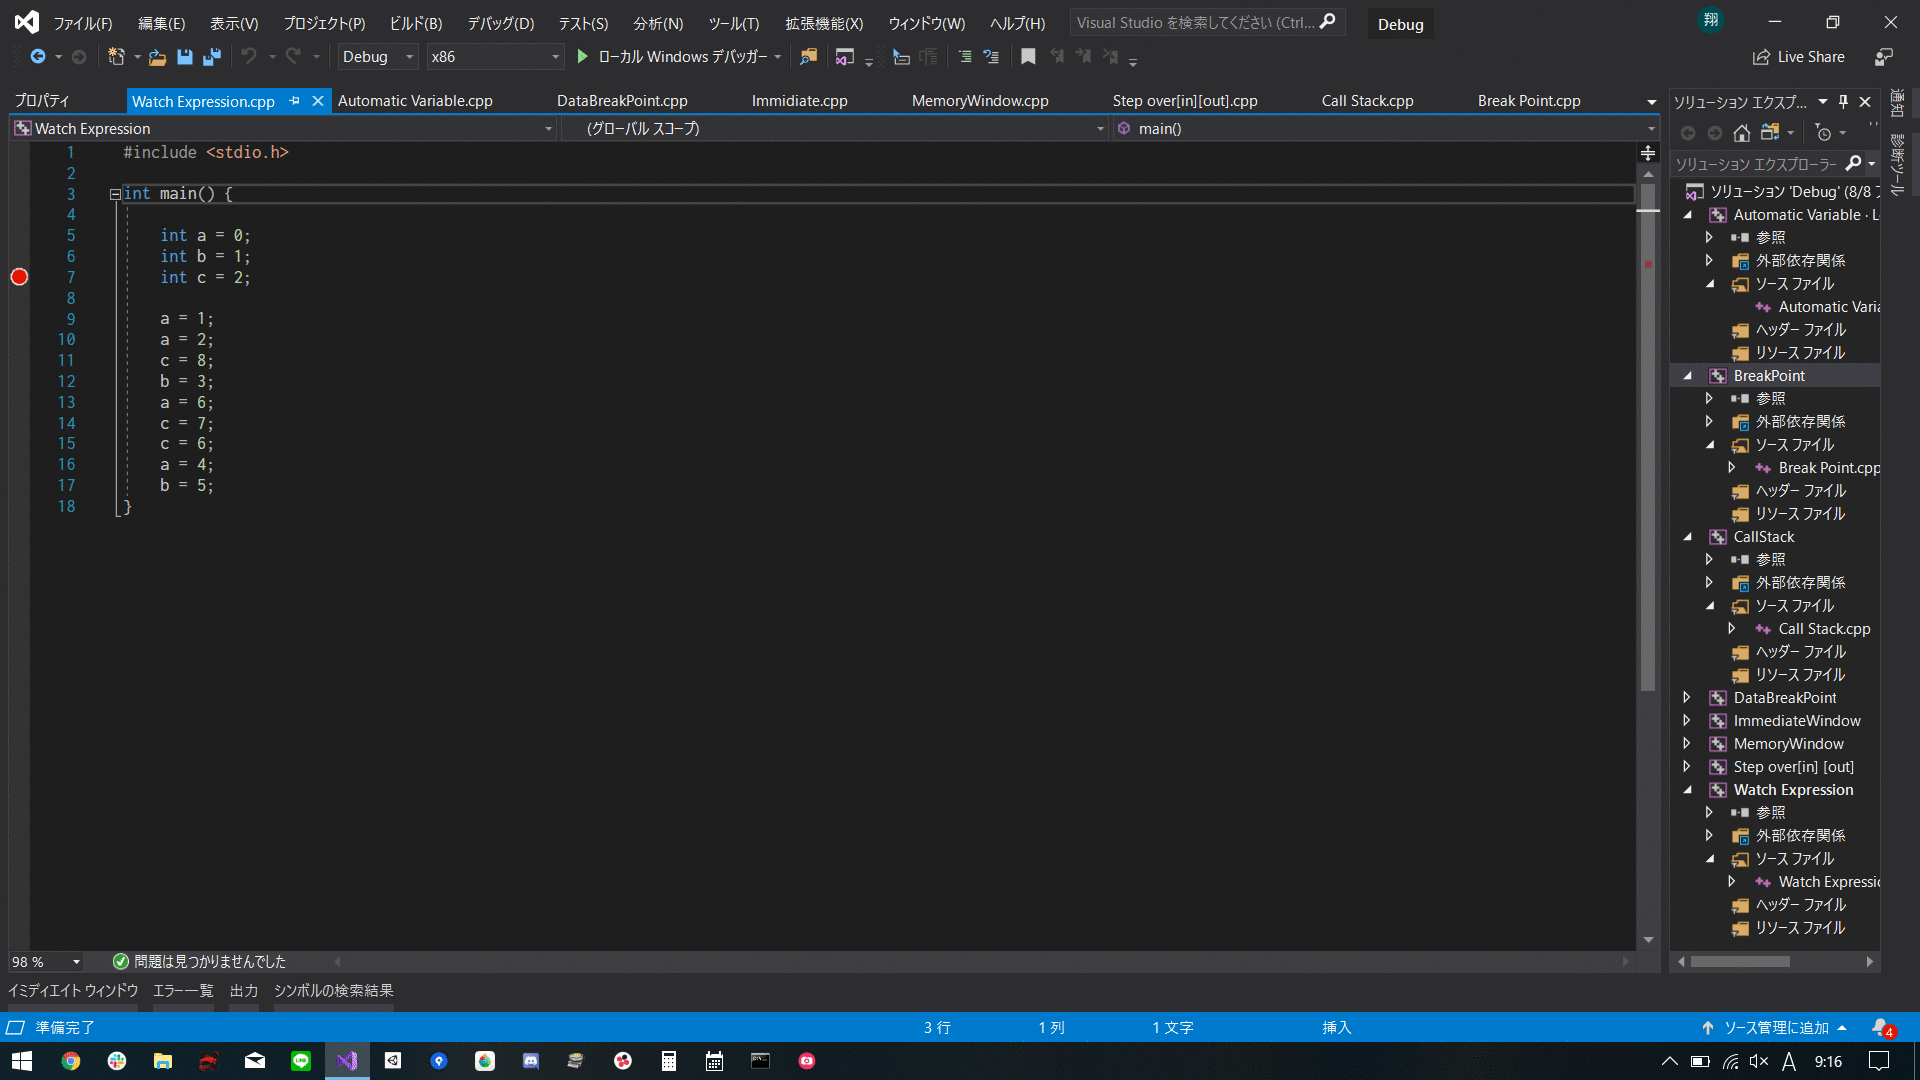 ファイル(F) 編集(E) 表示(V) プロジェクト(P) ビルド(B) デバッグ(D) テスト(S) 分析(N) ツール(T) 拡張機能(X) ウィンドウ(W) ヘルプ(H) Visual Studio を検索してください (Ctrl... Debug 翔
Debug x86 ローカル Windows デバッガー Live Share
プロパティ Watch Expression.cpp Automatic Variable.cpp DataBreakPoint.cpp Immidiate.cpp MemoryWindow.cpp Step over[in][out].cpp Call Stack.cpp Break Point.cpp
Watch Expression (グローバル スコープ) main()
1 #include <stdio.h>
2
3 int main() {
4
5 int a = 0;
6 int b = 1;
7 int c = 2;
8
9 a = 1;
10 a = 2;
11 c = 8;
12 b = 3;
13 a = 6;
14 c = 7;
15 c = 6;
16 a = 4;
17 b = 5;
18 }
98 % 問題は見つかりませんでした
イミディエイト ウィンドウ エラー一覧 出力 シンボルの検索結果
ソリューション エクスプ...
ソリューション エクスプローラー
ソリューション 'Debug' (8/8
Automatic Variable
参照
外部依存関係
ソース ファイル
Automatic Varia
ヘッダー ファイル
リソース ファイル
BreakPoint
参照
外部依存関係
ソース ファイル
Break Point.cpp
ヘッダー ファイル
リソース ファイル
CallStack
参照
外部依存関係
ソース ファイル
Call Stack.cpp
ヘッダー ファイル
リソース ファイル
DataBreakPoint
ImmediateWindow
MemoryWindow
Step over[in] [out]
Watch Expression
参照
外部依存関係
ソース ファイル
Watch Expressio
ヘッダー ファイル
リソース ファイル
通知
診断ツール
準備完了 3 行 1 列 1 文字 挿入 ソース管理に追加 4
A 9:16